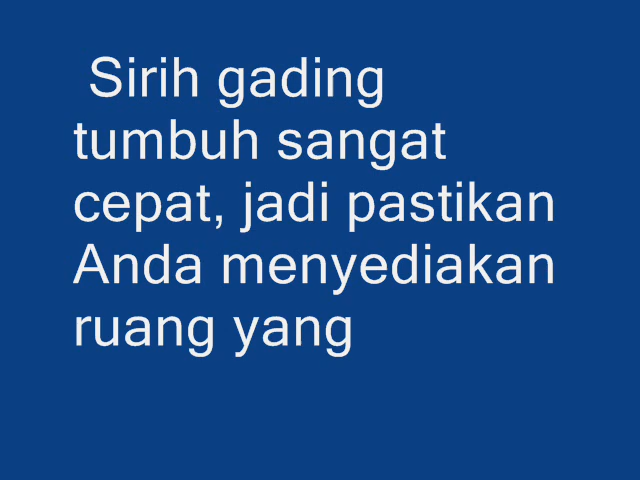 Sirih gading
tumbuh sangat
cepat, jadi pastikan
Anda menyediakan
ruang yang